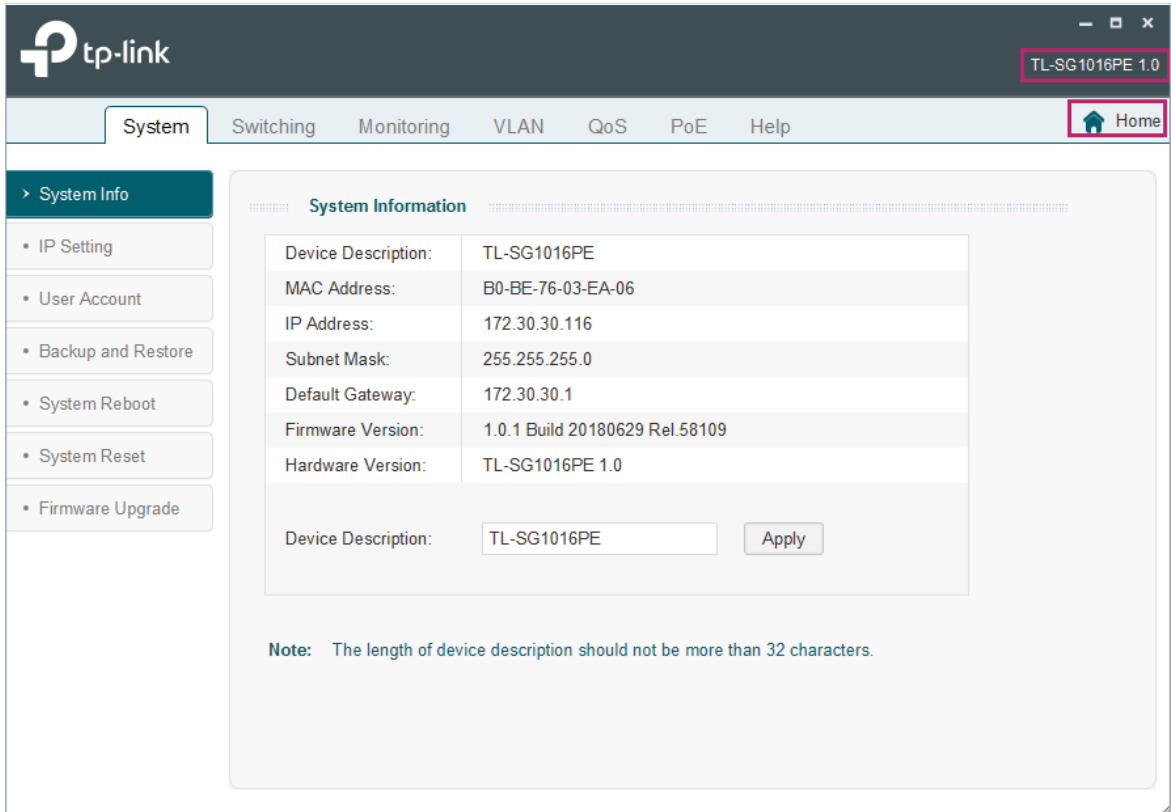 tp-link
TL-SG1016PE 1.0
System Switching Monitoring VLAN QoS PoE Help Home
System Info
IP Setting
User Account
Backup and Restore
System Reboot
System Reset
Firmware Upgrade
System Information
Device Description: TL-SG1016PE
MAC Address: B0-BE-76-03-EA-06
IP Address: 172.30.30.116
Subnet Mask: 255.255.255.0
Default Gateway: 172.30.30.1
Firmware Version: 1.0.1 Build 20180629 Rel.58109
Hardware Version: TL-SG1016PE 1.0
Device Description: TL-SG1016PE Apply
Note: The length of device description should not be more than 32 characters.